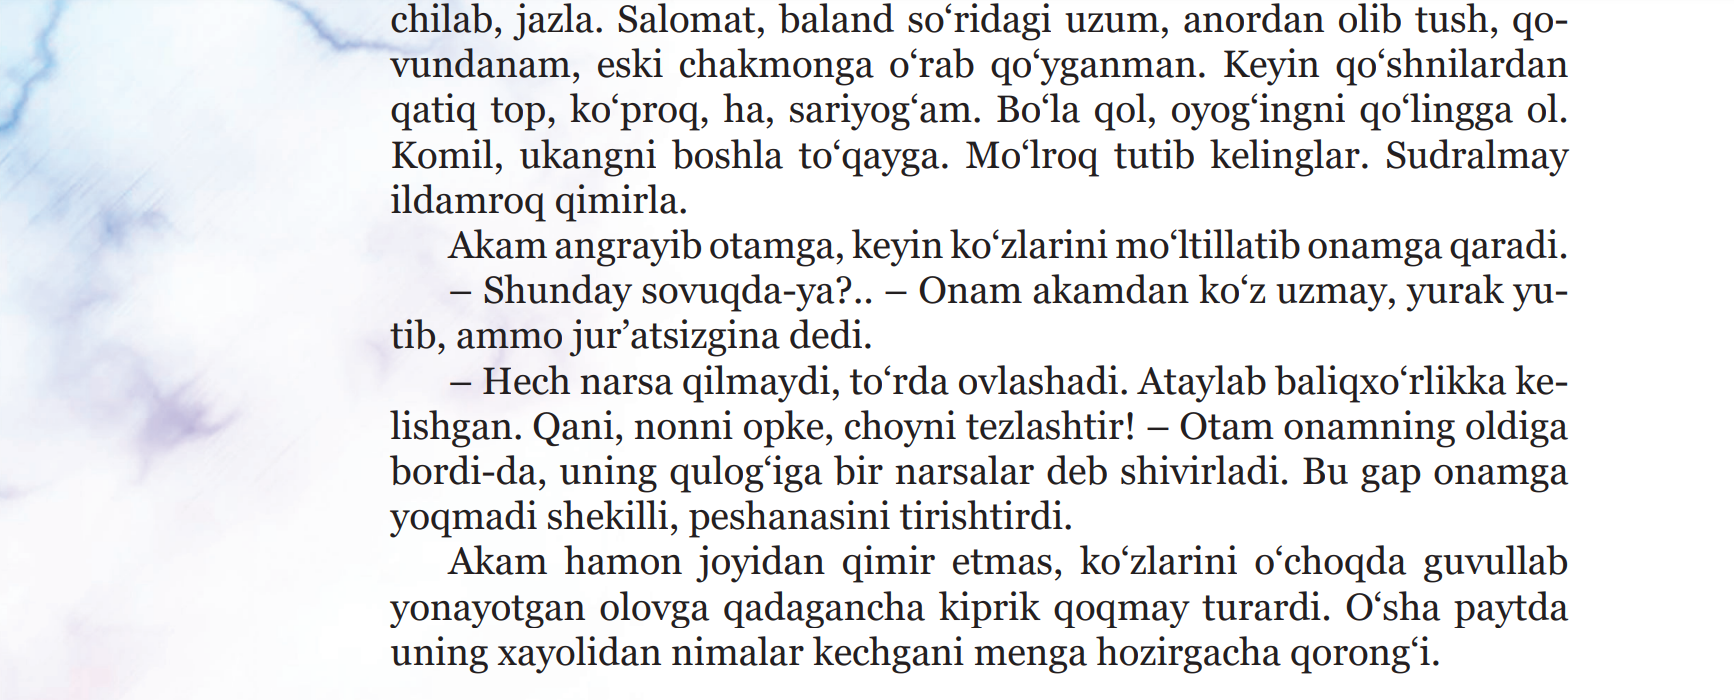 chilab, jazla. Salomat, baland so‘ridagi uzum, anordan olib tush, qo-
vundanam, eski chakmonga o‘rab qo‘yganman. Keyin qo‘shnilardan
qatiq top, ko‘proq, ha, sariyog‘am. Bo‘la qol, oyog‘ingni qo‘lingga ol.
Komil, ukangni boshla to‘qayga. Mo‘lroq tutib kelinglar. Sudralmay
ildamroq qimirla.
Akam angrayib otamga, keyin ko‘zlarini mo‘ltillatib onamga qaradi.
– Shunday sovuqda-ya?.. – Onam akamdan ko‘z uzmay, yurak yu-
tib, ammo jur’atsizgina dedi.
– Hech narsa qilmaydi, to‘rda ovlashadi. Ataylab baliqxo‘rlikka ke-
lishgan. Qani, nonni opke, choyni tezlashtir! – Otam onamning oldiga
bordi-da, uning qulog‘iga bir narsalar deb shivirladi. Bu gap onamga
yoqmadi shekilli, peshanasini tirishtirdi.
Akam hamon joyidan qimir etmas, ko‘zlarini o‘choqda guvullab
yonayotgan olovga qadagancha kiprik qoqmay turardi. O‘sha paytda
uning xayolidan nimalar kechgani menga hozirgacha qorong‘i.